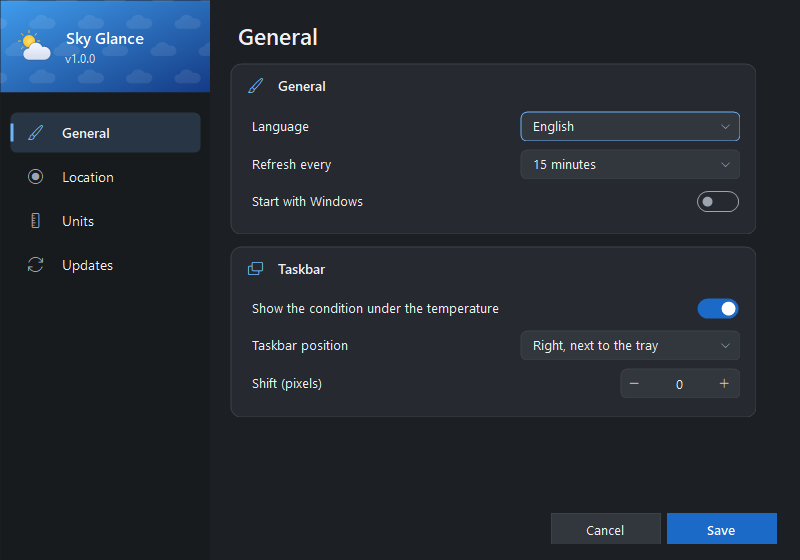 Sky Glance
v1.0.0
General
Location
Units
Updates
General
General
Language
English
Refresh every
15 minutes
Start with Windows
Taskbar
Show the condition under the temperature
Taskbar position
Right, next to the tray
Shift (pixels)
− 0 +
Cancel
Save